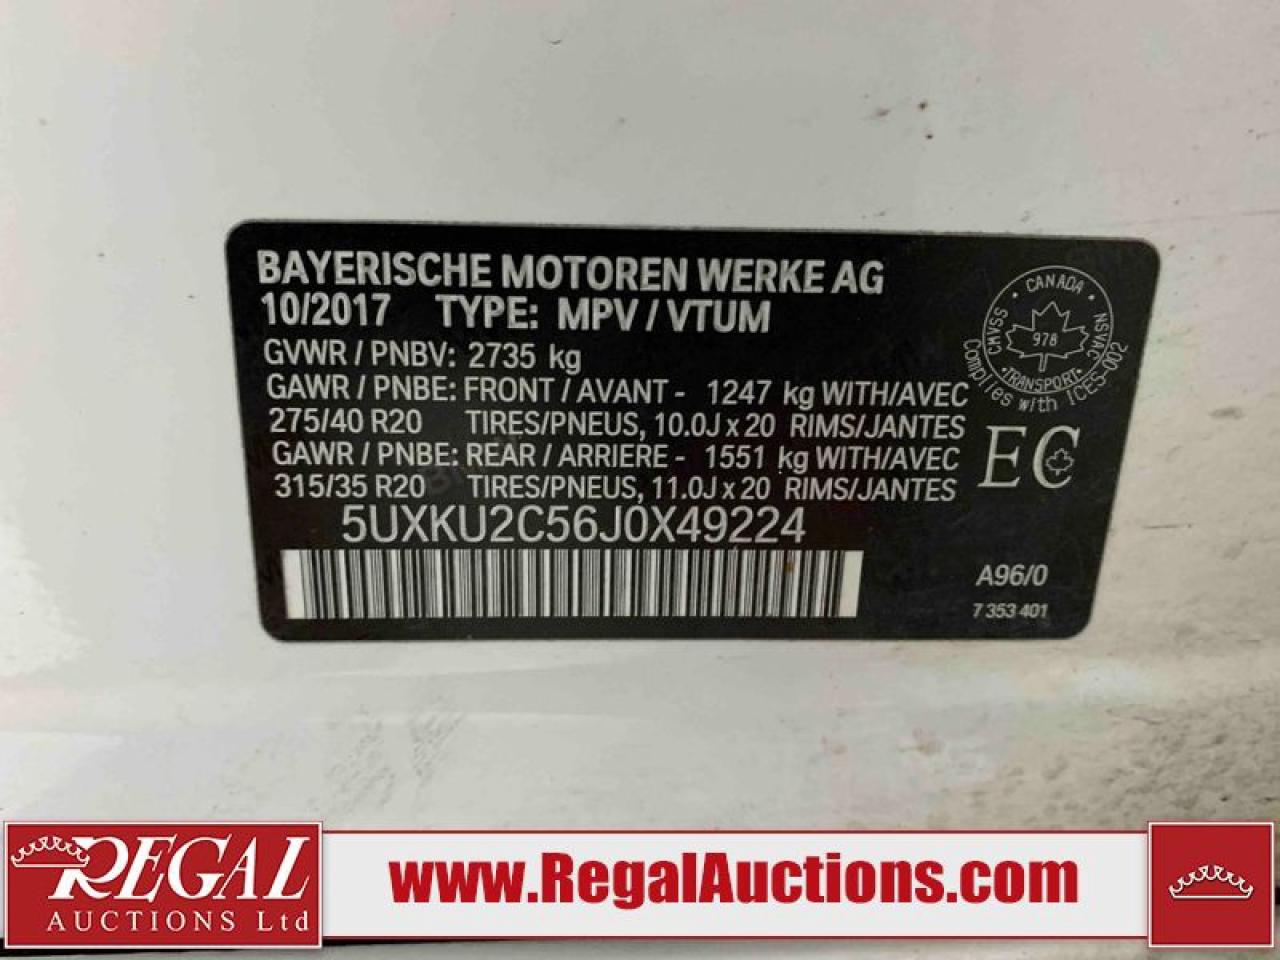 BAYERISCHE MOTOREN WERKE AG
10/2017 TYPE: MPV / VTUM
GVWR / PNBV: 2735 kg
GAWR / PNBE: FRONT / AVANT - 1247 kg WITH/AVEC
275/40 R20 TIRES/PNEUS, 10.0J x 20 RIMS/JANTES
GAWR / PNBE: REAR / ARRIERE - 1551 kg WITH/AVEC
315/35 R20 TIRES/PNEUS, 11.0J x 20 RIMS/JANTES
5UXKU2C56J0X49224
CANADA
CMVSS
NSVAC
978
TRANSPORT
Complies with ICES-002
EC
A96/0
7 353 401
REGAL
AUCTIONS Ltd
www.RegalAuctions.com